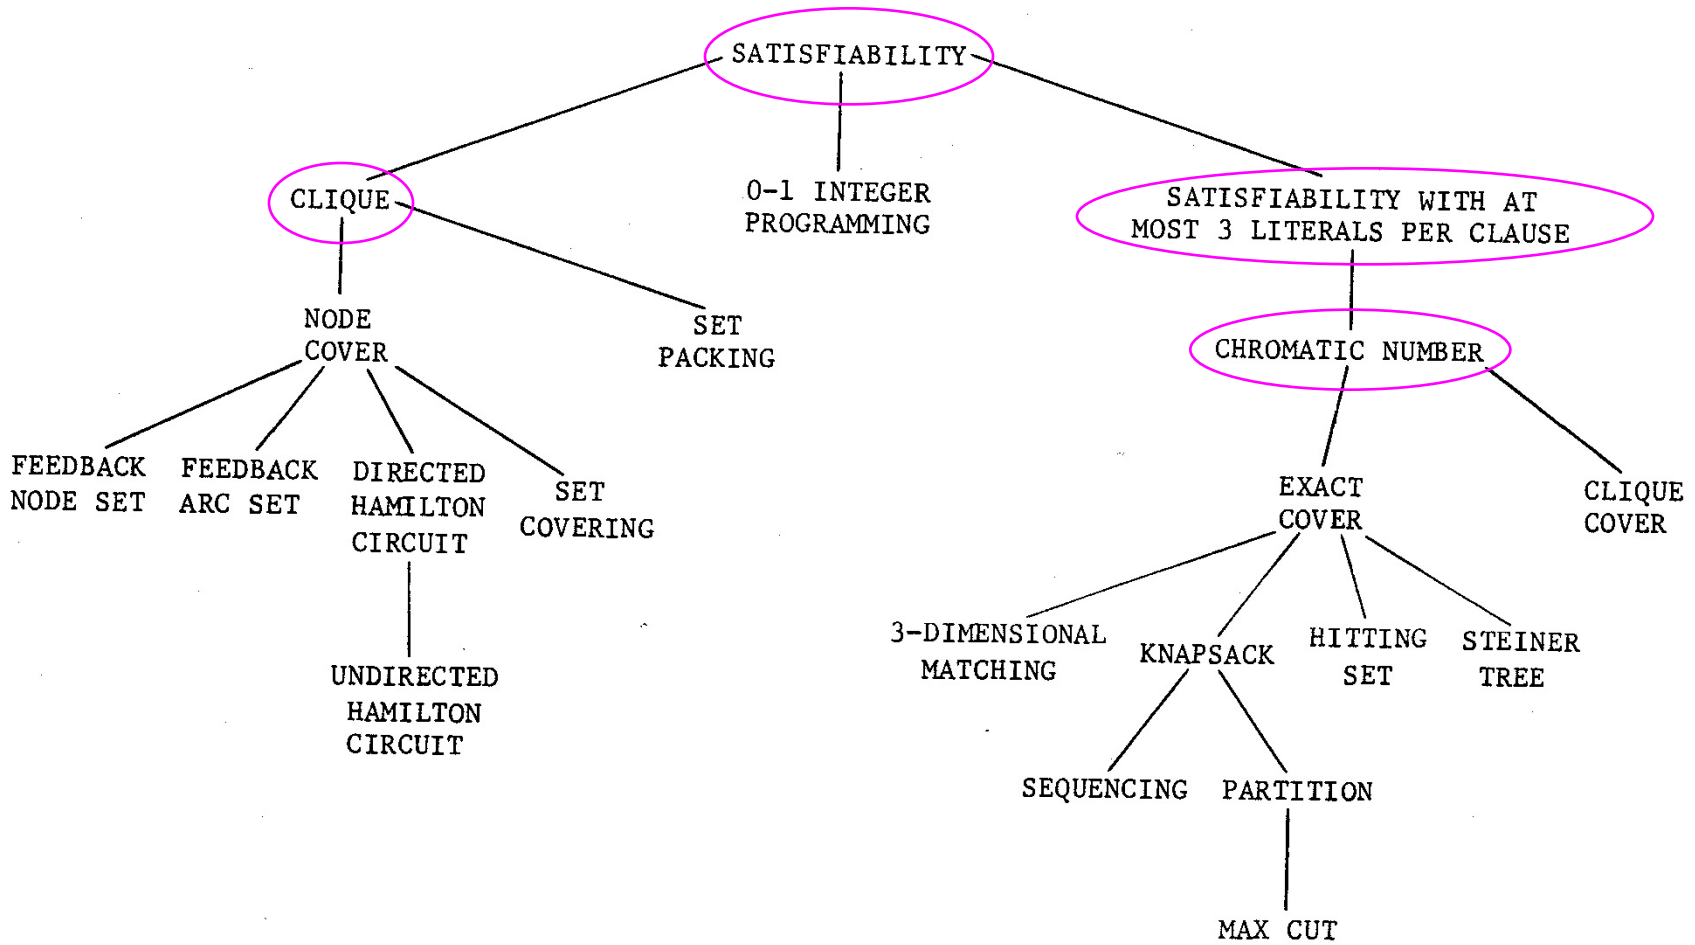 SATISFIABILITY
CLIQUE
0-1 INTEGER
PROGRAMMING
SATISFIABILITY WITH AT
MOST 3 LITERALS PER CLAUSE
NODE
COVER
SET
PACKING
CHROMATIC NUMBER
FEEDBACK
NODE SET
FEEDBACK
ARC SET
DIRECTED
HAMILTON
CIRCUIT
SET
COVERING
EXACT
COVER
CLIQUE
COVER
UNDIRECTED
HAMILTON
CIRCUIT
3-DIMENSIONAL
MATCHING
KNAPSACK
HITTING
SET
STEINER
TREE
SEQUENCING
PARTITION
MAX CUT